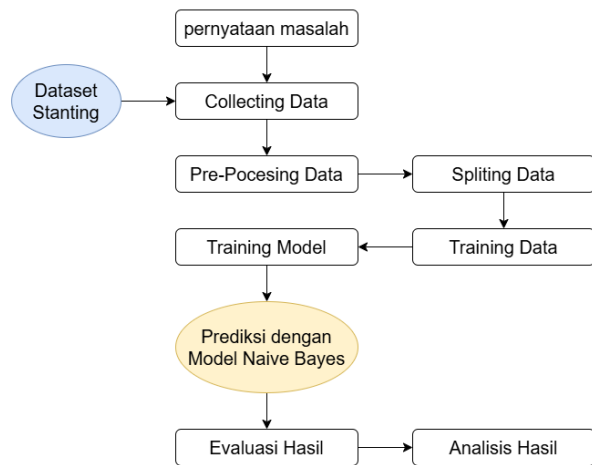 pernyataan masalah
Dataset
Stanting
Collecting Data
Pre-Pocesing Data
Spliting Data
Training Model
Training Data
Prediksi dengan
Model Naive Bayes
Evaluasi Hasil
Analisis Hasil